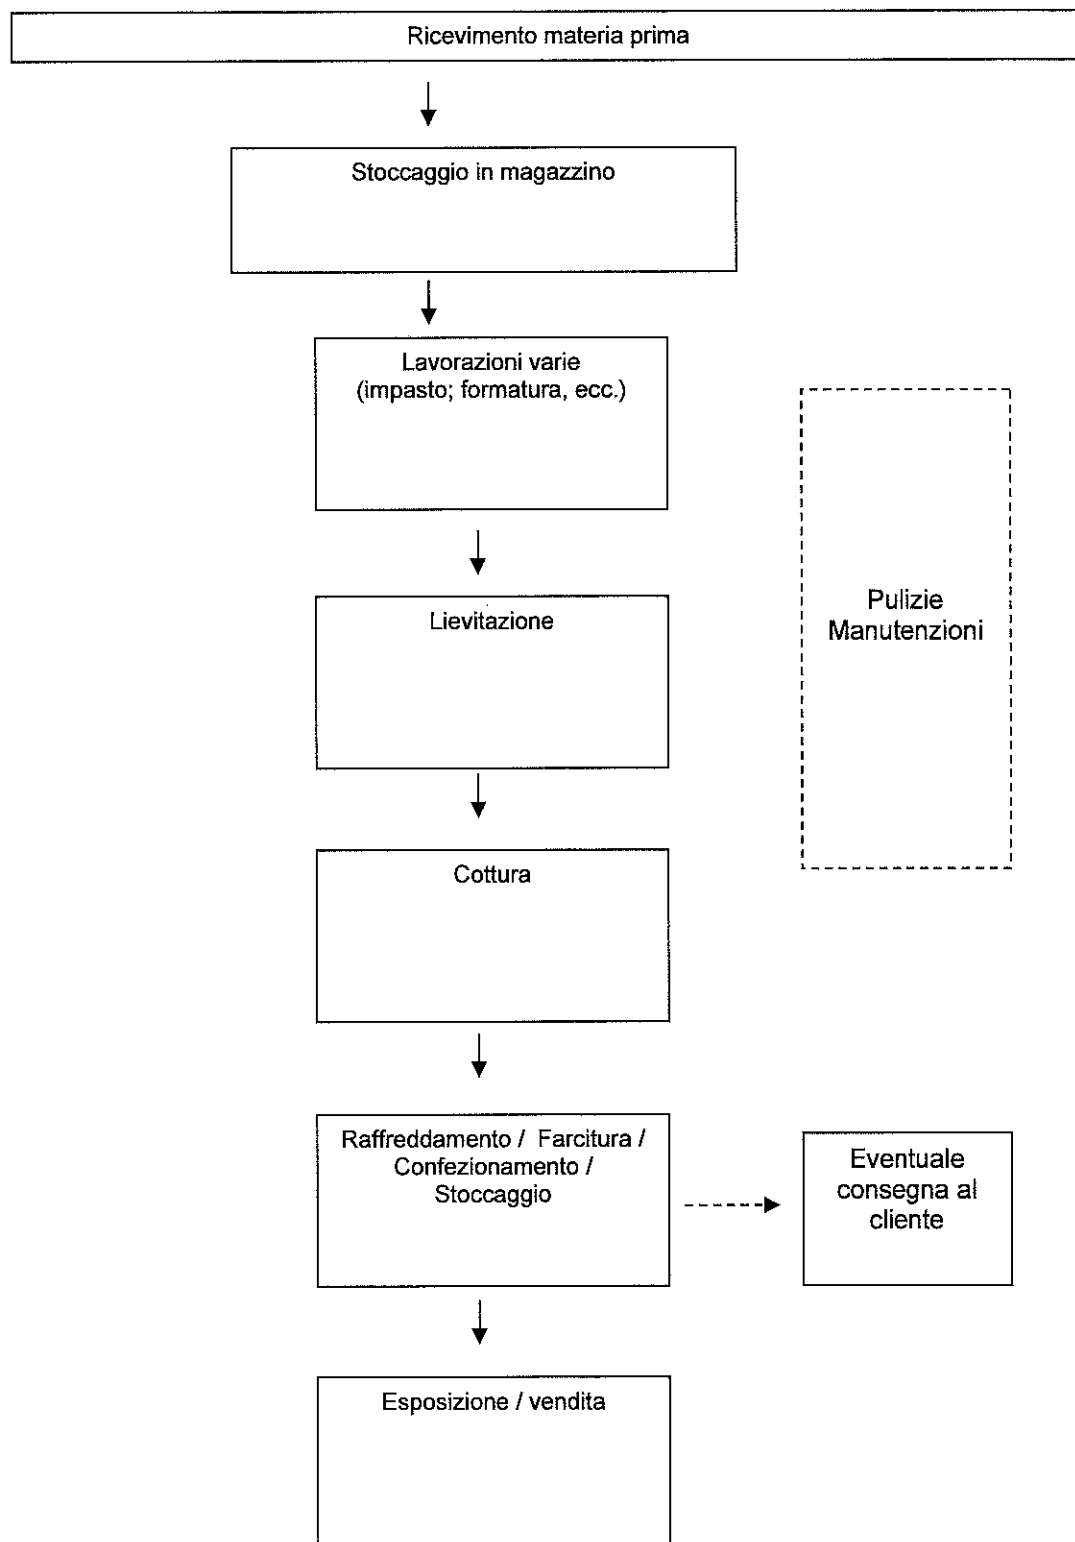 Ricevimento materia prima
Stoccaggio in magazzino
Lavorazioni varie
(impasto; formatura, ecc.)
Pulizie
Manutenzioni
Lievitazione
Cottura
Raffreddamento / Farcitura /
Confezionamento /
Stoccaggio
Eventuale
consegna al
cliente
Esposizione / vendita